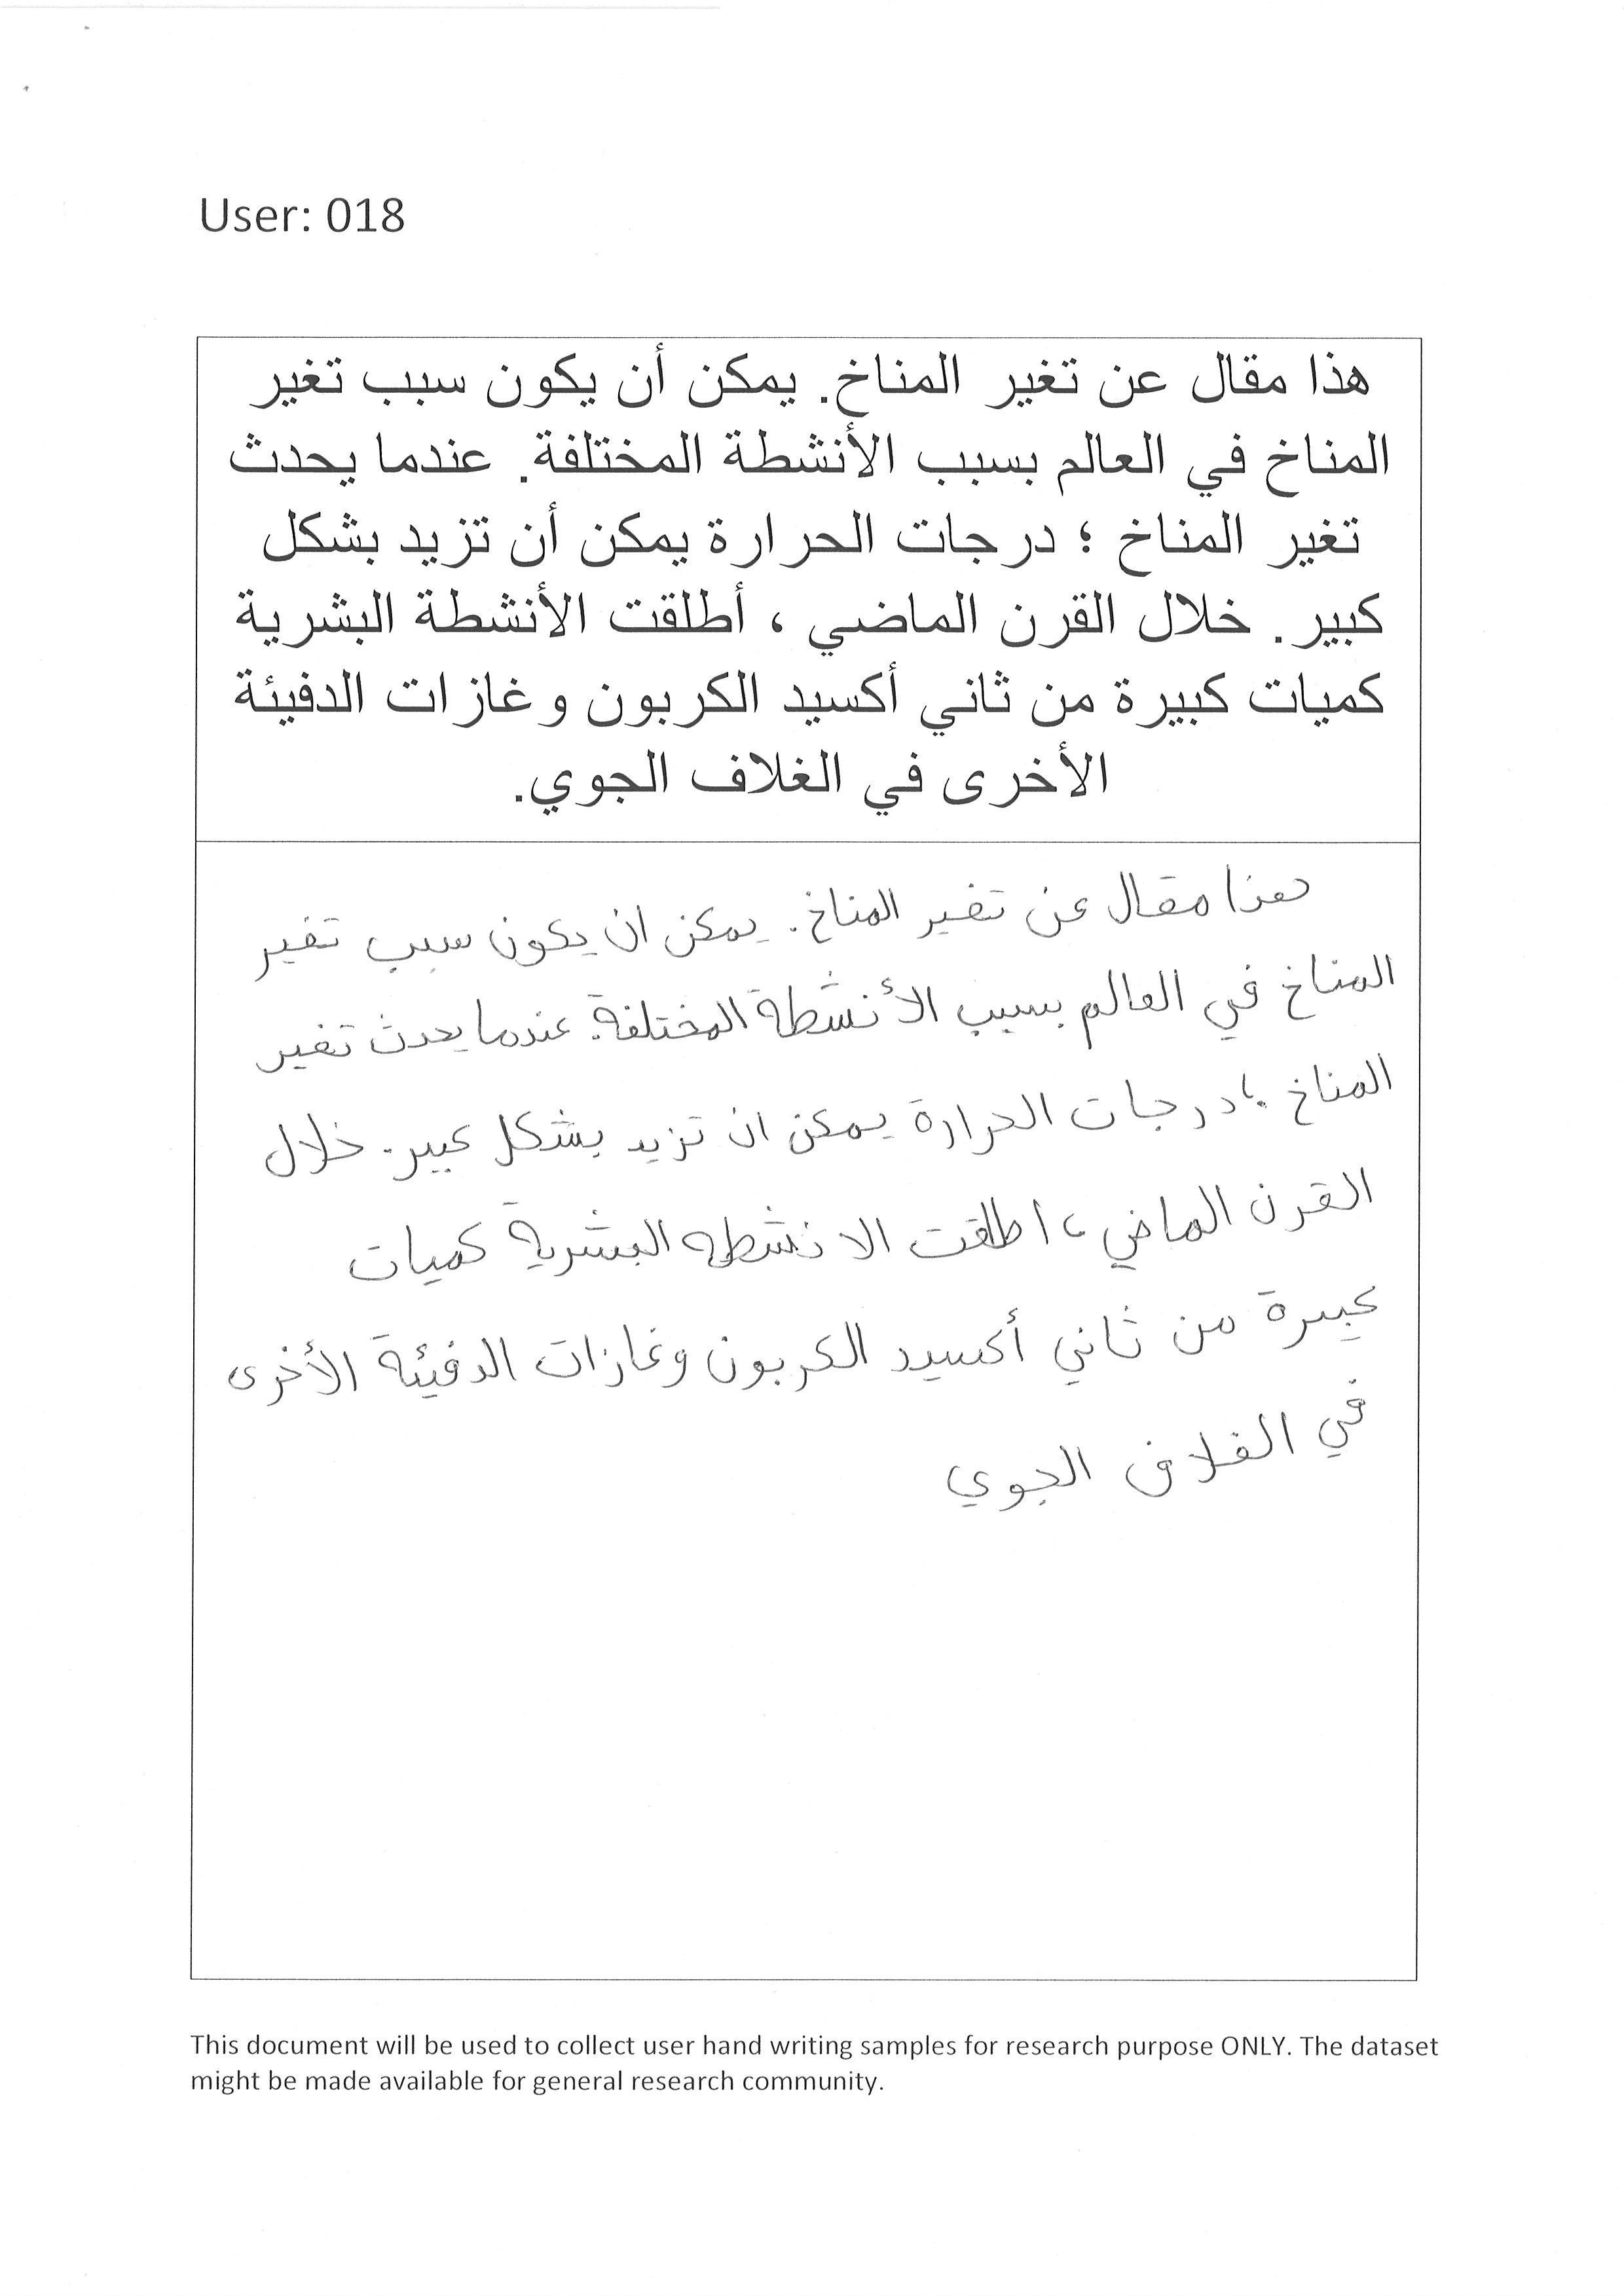 User: 018
هذا مقال عن تغير المناخ. يمكن أن يكون سبب تغير
المناخ في العالم بسبب الأنشطة المختلفة. عندما يحدث
تغير المناخ ؛ درجات الحرارة يمكن أن تزيد بشكل
كبير. خلال القرن الماضي ، أطلقت الأنشطة البشرية
كميات كبيرة من ثاني أكسيد الكربون وغازات الدفيئة
الأخرى في الغلاف الجوي.
هذا مقال عن تغير المناخ. يمكن ان يكون سبب تغير
المناخ في العالم بسبب الأنشطة المختلفة. عندما يحدث تغير
المناخ ؛ درجات الحرارة يمكن ان تزيد بشكل كبير. خلال
القرن الماضي ، اطلقت الانشطه البشرية كميات
كبيرة من ثاني أكسيد الكربون وغازات الدفيئة الأخرى
في الغلاف الجوي
This document will be used to collect user hand writing samples for research purpose ONLY. The dataset
might be made available for general research community.